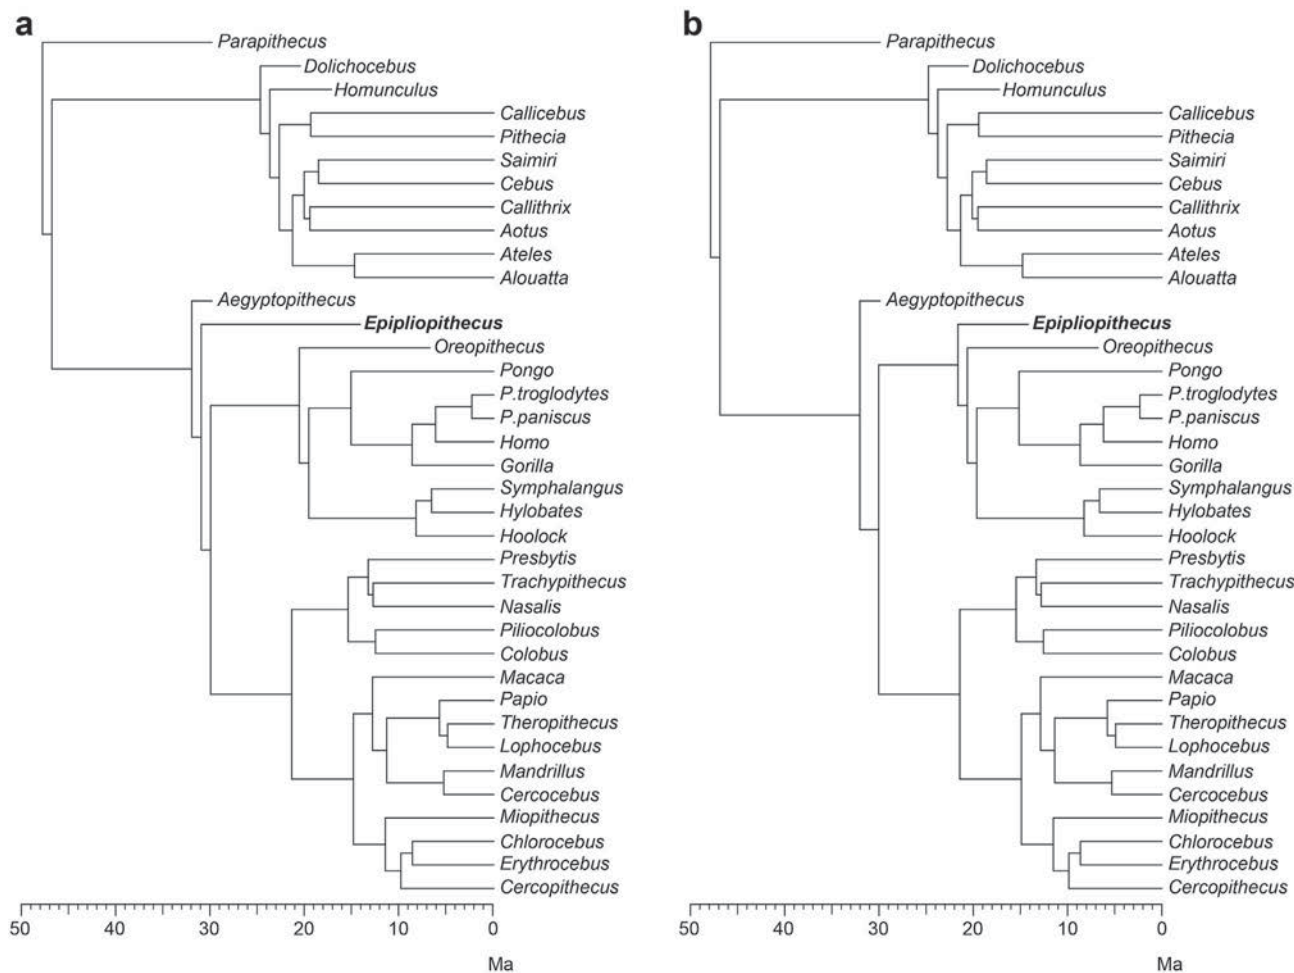 a
Parapithecus
Dolichocebus
Homunculus
Callicebus
Pithecia
Saimiri
Cebus
Callithrix
Aotus
Ateles
Alouatta
Aegyptopithecus
Epipliopithecus
Oreopithecus
Pongo
P.troglodytes
P.paniscus
Homo
Gorilla
Symphalangus
Hylobates
Hoolock
Presbytis
Trachypithecus
Nasalis
Piliocolobus
Colobus
Macaca
Papio
Theropithecus
Lophocebus
Mandrillus
Cercocebus
Miopithecus
Chlorocebus
Erythrocebus
Cercopithecus
50 40 30 20 10 0
Ma
b
Parapithecus
Dolichocebus
Homunculus
Callicebus
Pithecia
Saimiri
Cebus
Callithrix
Aotus
Ateles
Alouatta
Aegyptopithecus
Epipliopithecus
Oreopithecus
Pongo
P.troglodytes
P.paniscus
Homo
Gorilla
Symphalangus
Hylobates
Hoolock
Presbytis
Trachypithecus
Nasalis
Piliocolobus
Colobus
Macaca
Papio
Theropithecus
Lophocebus
Mandrillus
Cercocebus
Miopithecus
Chlorocebus
Erythrocebus
Cercopithecus
50 40 30 20 10 0
Ma